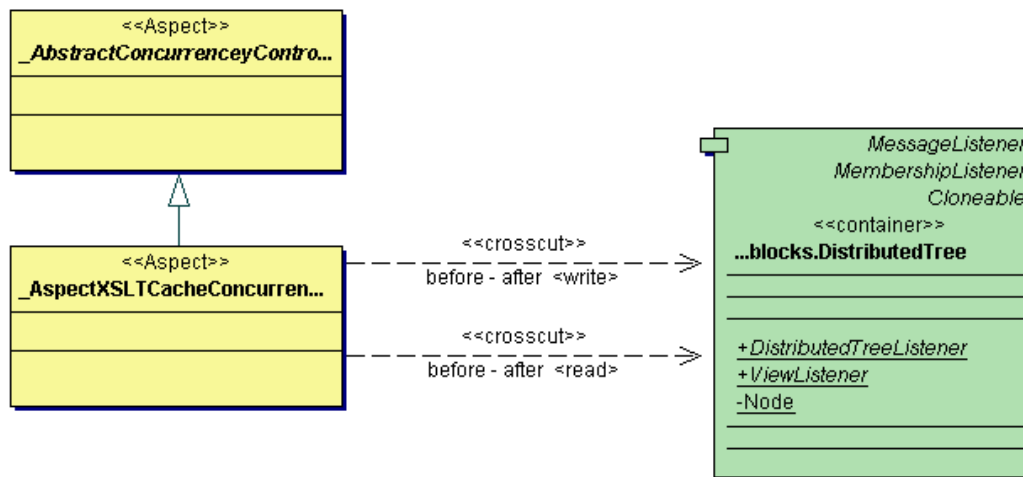 <<Aspect>>
_AbstractConcurrenceyContro...
<<Aspect>>
_AspectXSLTCacheConcurren...
<<crosscut>>
before - after <write>
<<crosscut>>
before - after <read>
MessageListener
MembershipListener
Cloneable
<<container>>
...blocks.DistributedTree
+DistributedTreeListener
+ViewListener
-Node